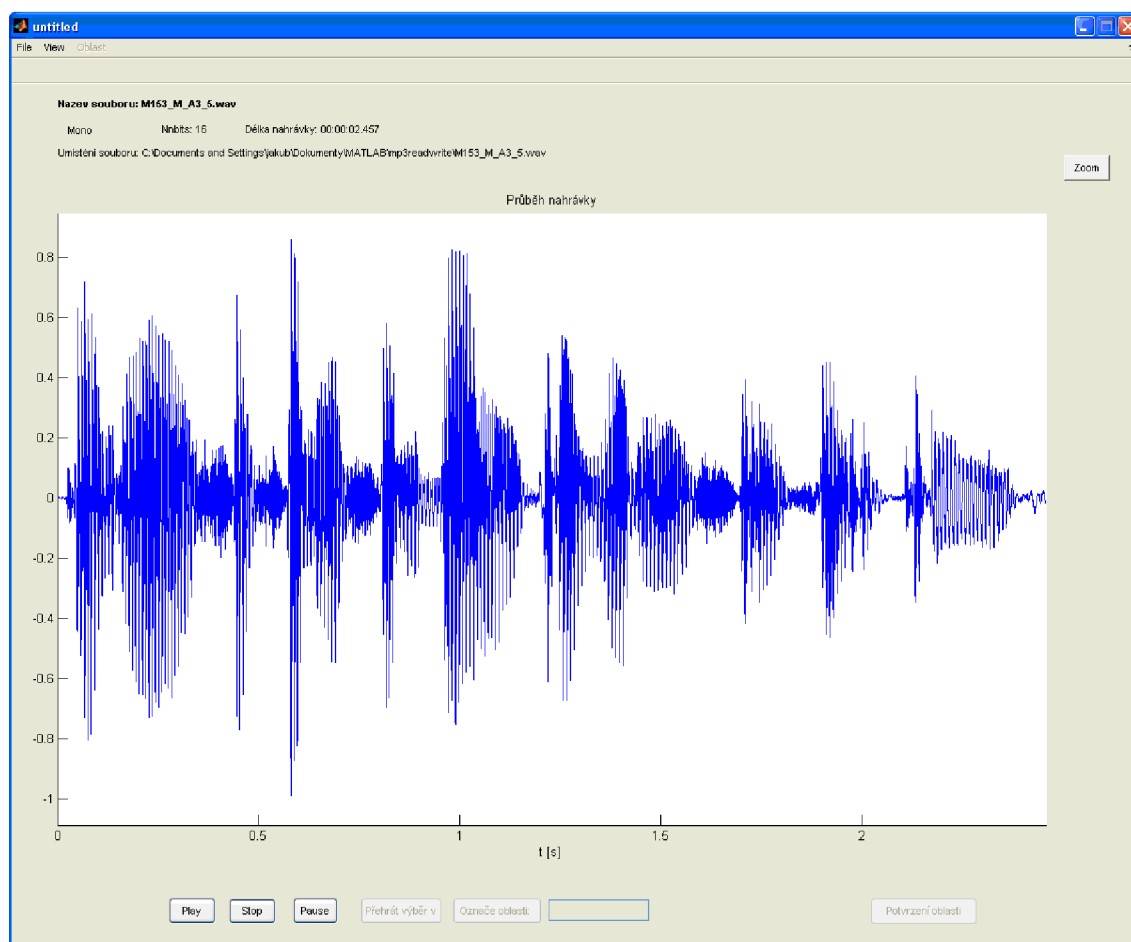 untitled
File View Oblast
Nazev souboru: M153_M_A3_5.wav
Mono Nnbits: 16 Délka nahrávky: 00:00:02.457
Umístění souboru: C:\Documents and Settings\jakub\Dokumenty\MATLAB\mp3readwrite\M153_M_A3_5.wav
Zoom
Průběh nahrávky
0.8
0.6
0.4
0.2
0
-0.2
-0.4
-0.6
-0.8
-1
0 0.5 1 1.5 2
t [s]
Play Stop Pause Přehrát výběr v Označe oblasti: Potvrzení oblasti